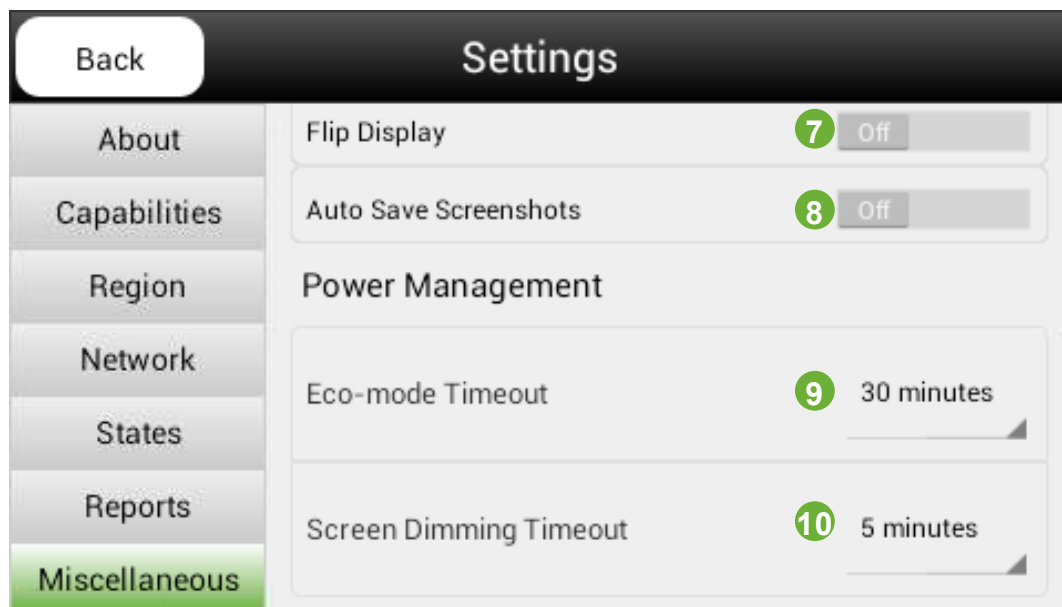 Back
Settings
About
Capabilities
Region
Network
States
Reports
Miscellaneous
Flip Display 7 Off
Auto Save Screenshots 8 Off
Power Management
Eco-mode Timeout 9 30 minutes
Screen Dimming Timeout 10 5 minutes